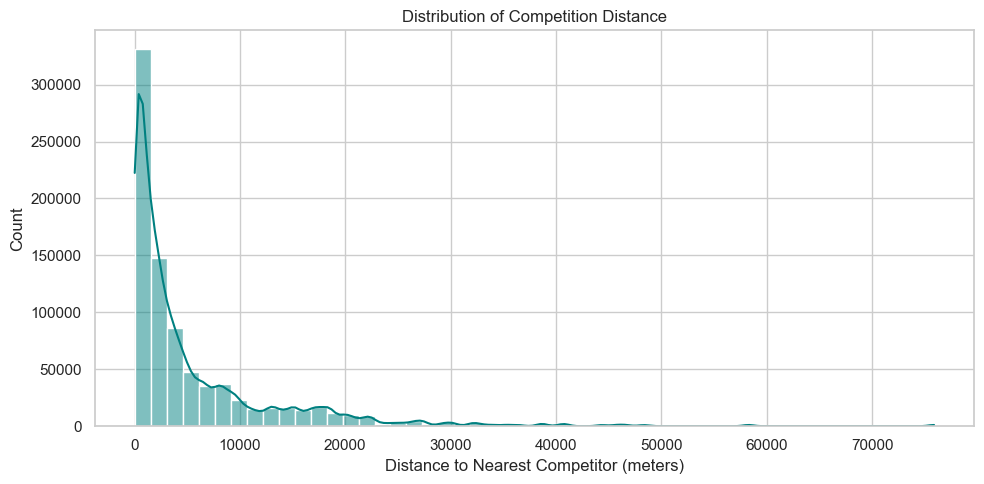 Distribution of Competition Distance
Count
300000
250000
200000
150000
100000
50000
0
0 10000 20000 30000 40000 50000 60000 70000
Distance to Nearest Competitor (meters)